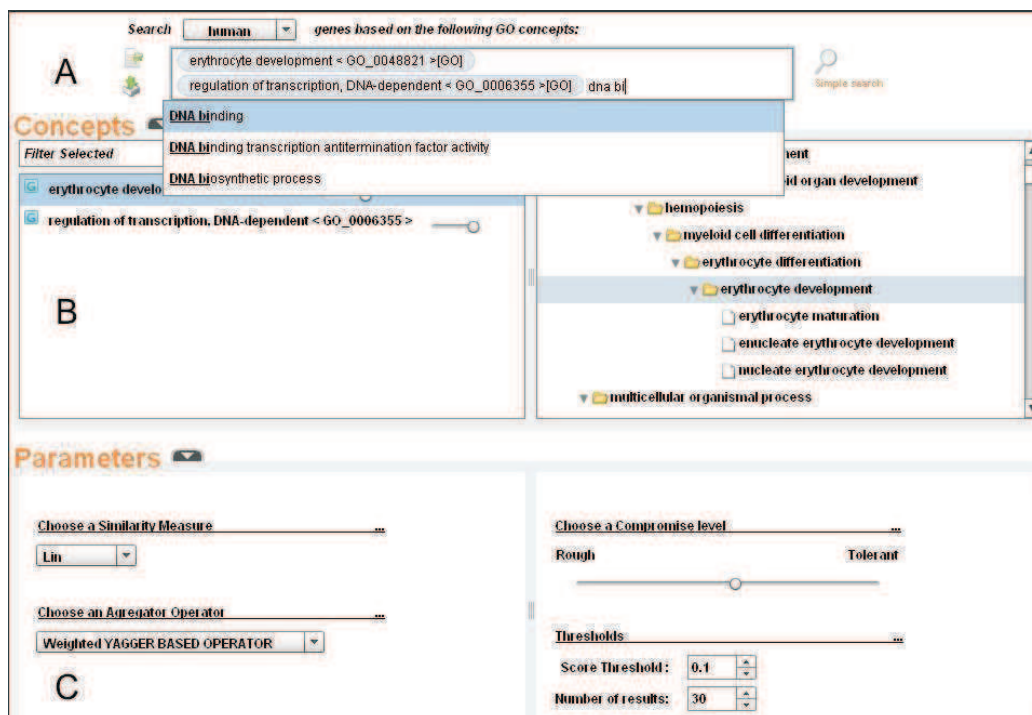 Search human genes based on the following GO concepts:
A
erythrocyte development < GO_0048821 >[GO]
regulation of transcription, DNA-dependent < GO_0006355 >[GO] dna bi
Simple search
DNA binding
DNA binding transcription antitermination factor activity
DNA biosynthetic process
Concepts
Filter Selected
erythrocyte develo
regulation of transcription, DNA-dependent < GO_0006355 >
B
ment
id organ development
hemopoiesis
myeloid cell differentiation
erythrocyte differentiation
erythrocyte development
erythrocyte maturation
enucleate erythrocyte development
nucleate erythrocyte development
multicellular organismal process
Parameters
Choose a Similarity Measure ...
Lin
Choose an Agregator Operator ...
Weighted YAGGER BASED OPERATOR
C
Choose a Compromise level ...
Rough Tolerant
Thresholds ...
Score Threshold : 0.1
Number of results: 30